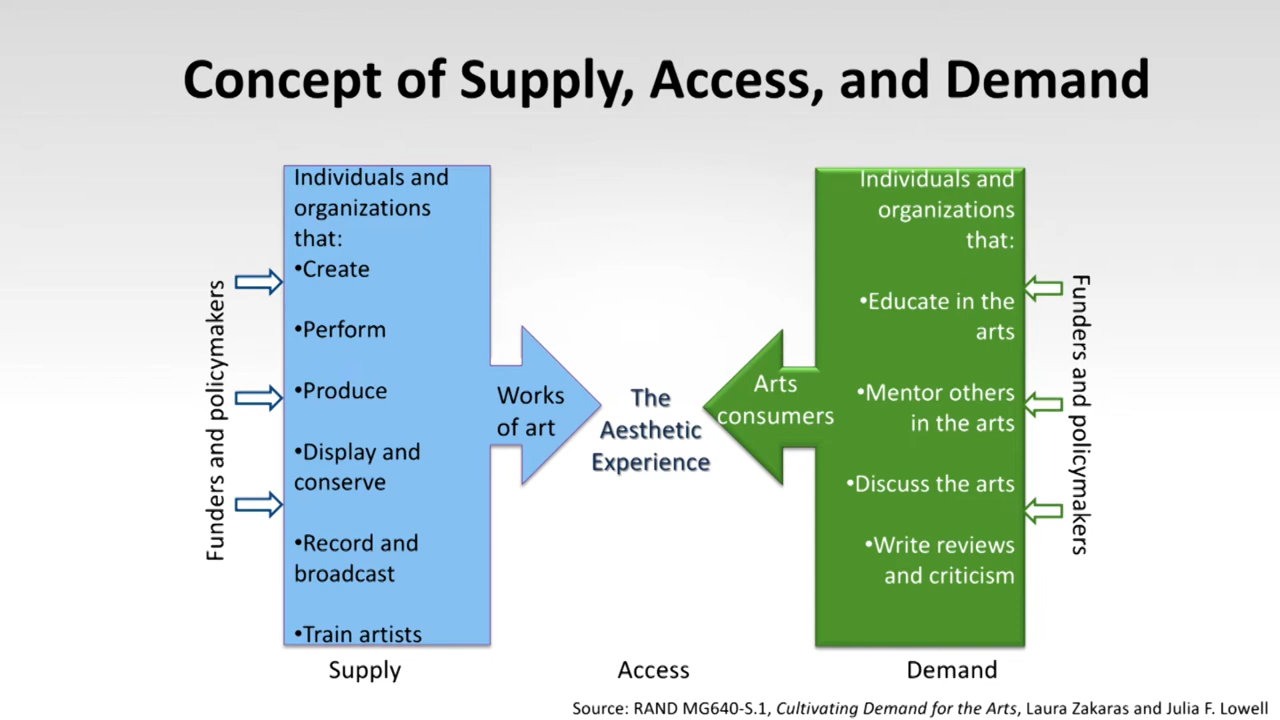 Concept of Supply, Access, and Demand
Funders and policymakers
Individuals and
organizations
that:
•Create
•Perform
•Produce
•Display and
conserve
•Record and
broadcast
•Train artists
Works
of art
The
Aesthetic
Experience
Arts
consumers
Individuals and
organizations
that:
•Educate in the
arts
•Mentor others
in the arts
•Discuss the arts
•Write reviews
and criticism
Funders and policymakers
Supply
Access
Demand
Source: RAND MG640-S.1, Cultivating Demand for the Arts, Laura Zakaras and Julia F. Lowell